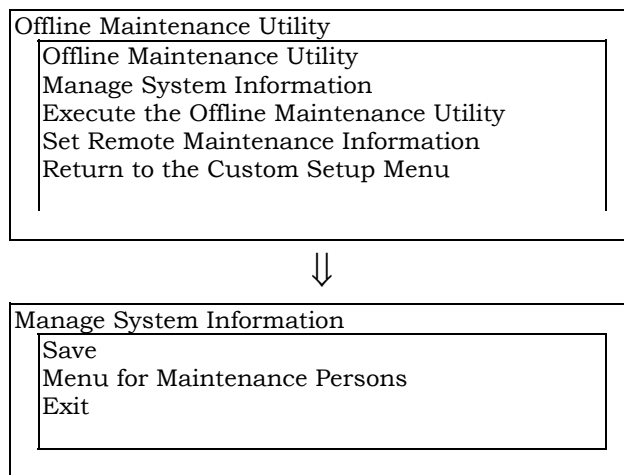 Offline Maintenance Utility
Offline Maintenance Utility
Manage System Information
Execute the Offline Maintenance Utility
Set Remote Maintenance Information
Return to the Custom Setup Menu
⇓
Manage System Information
Save
Menu for Maintenance Persons
Exit